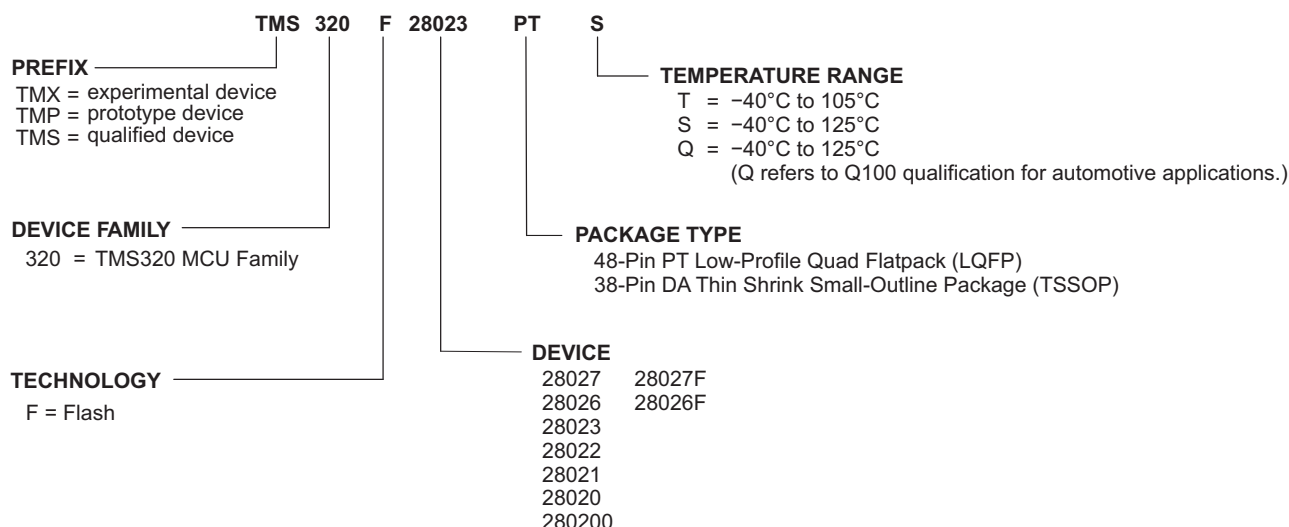 TMS 320 F 28023 PT S
PREFIX
TMX = experimental device
TMP = prototype device
TMS = qualified device
TEMPERATURE RANGE
T = −40°C to 105°C
S = −40°C to 125°C
Q = −40°C to 125°C
(Q refers to Q100 qualification for automotive applications.)
DEVICE FAMILY
320 = TMS320 MCU Family
PACKAGE TYPE
48-Pin PT Low-Profile Quad Flatpack (LQFP)
38-Pin DA Thin Shrink Small-Outline Package (TSSOP)
TECHNOLOGY
F = Flash
DEVICE
28027 28027F
28026 28026F
28023
28022
28021
28020
280200